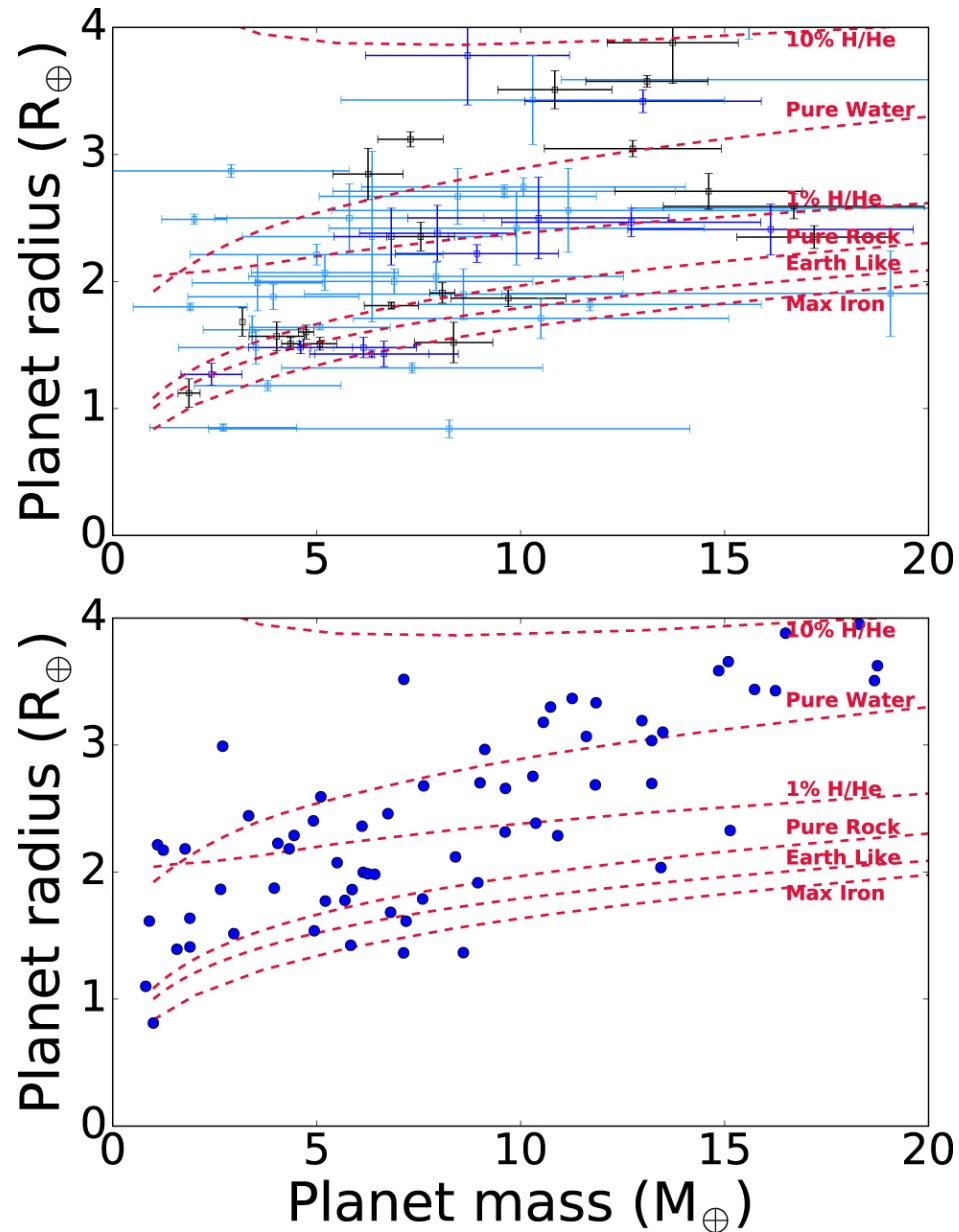 Planet radius (R⊕)
4
3
2
1
0
10% H/He
Pure Water
1% H/He
Pure Rock
Earth Like
Max Iron
0 5 10 15 20
Planet radius (R⊕)
4
3
2
1
0
10% H/He
Pure Water
1% H/He
Pure Rock
Earth Like
Max Iron
0 5 10 15 20
Planet mass (M⊕)